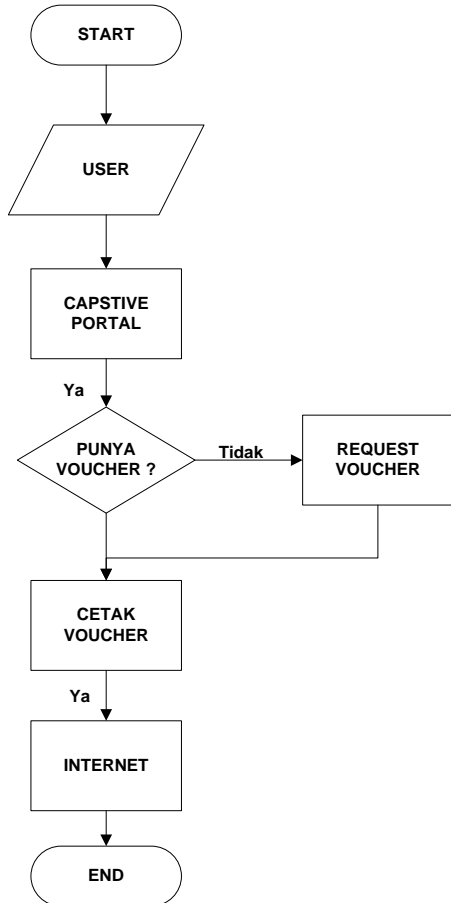 START
USER
CAPSTIVE
PORTAL
Ya
PUNYA
VOUCHER ?
Tidak
REQUEST
VOUCHER
CETAK
VOUCHER
Ya
INTERNET
END